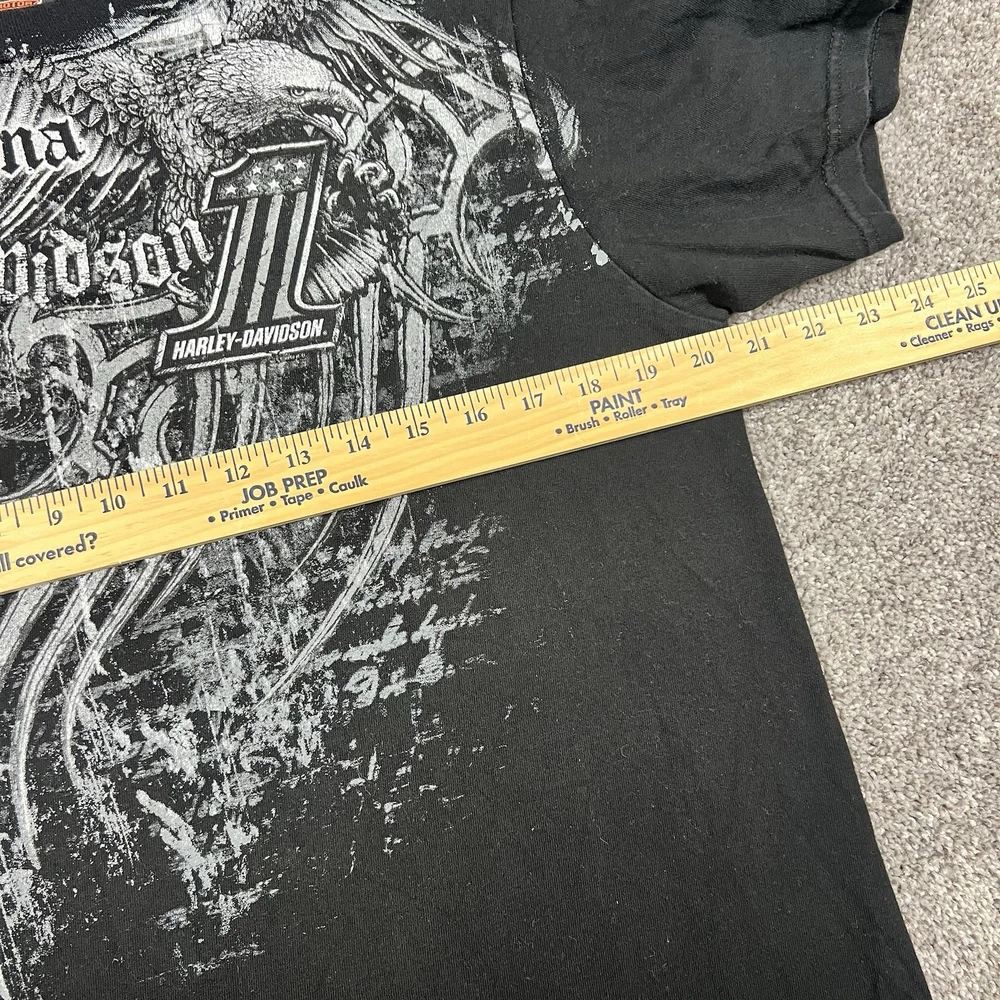 MOTOR
na
vidson
HARLEY-DAVIDSON.
9 10 11 12 13 14 15 16 17 18 19 20 21 22 23 24 25
ll covered?
JOB PREP
• Primer • Tape • Caulk
PAINT
• Brush • Roller • Tray
CLEAN U
• Cleaner • Rags •